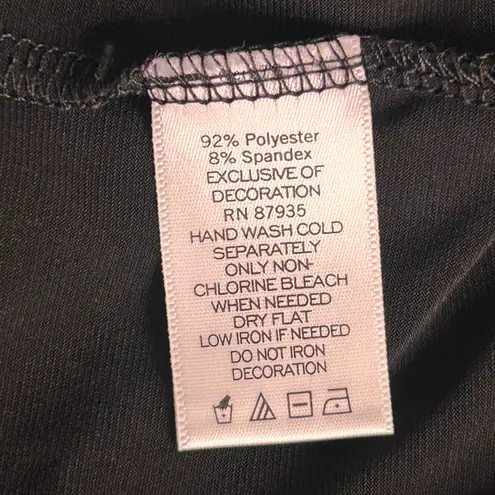 92% Polyester
8% Spandex
EXCLUSIVE OF
DECORATION
RN 87935
HAND WASH COLD
SEPARATELY
ONLY NON-
CHLORINE BLEACH
WHEN NEEDED
DRY FLAT
LOW IRON IF NEEDED
DO NOT IRON
DECORATION